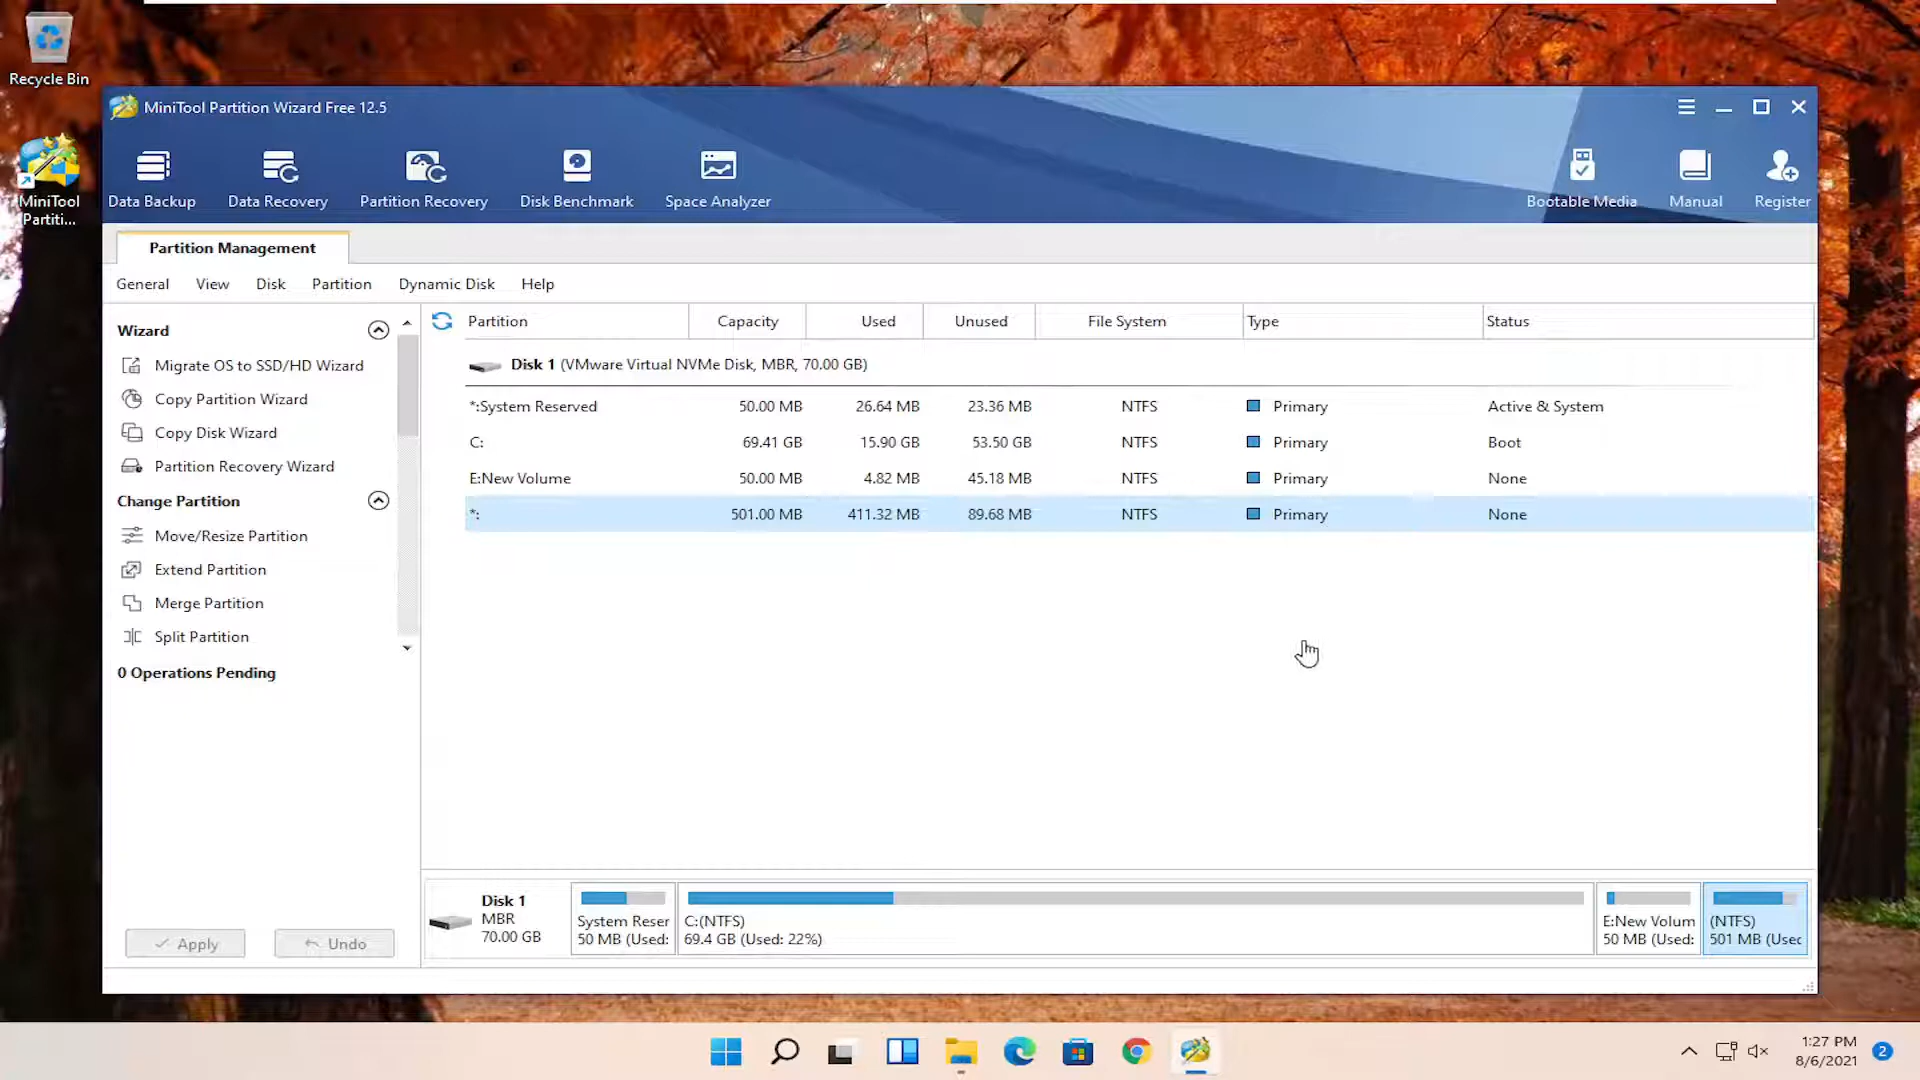 Recycle Bin
MiniTool
Partiti...
MiniTool Partition Wizard Free 12.5
Data Backup
Data Recovery
Partition Recovery
Disk Benchmark
Space Analyzer
Bootable Media
Manual
Register
Partition Management
General
View
Disk
Partition
Dynamic Disk
Help
Wizard
Migrate OS to SSD/HD Wizard
Copy Partition Wizard
Copy Disk Wizard
Partition Recovery Wizard
Change Partition
Move/Resize Partition
Extend Partition
Merge Partition
Split Partition
0 Operations Pending
Apply
Undo
Partition Capacity Used Unused File System Type Status
Disk 1 (VMware Virtual NVMe Disk, MBR, 70.00 GB)
*:System Reserved 50.00 MB 26.64 MB 23.36 MB NTFS Primary Active & System
C: 69.41 GB 15.90 GB 53.50 GB NTFS Primary Boot
E:New Volume 50.00 MB 4.82 MB 45.18 MB NTFS Primary None
*: 501.00 MB 411.32 MB 89.68 MB NTFS Primary None
Disk 1
MBR
70.00 GB
System Reser
50 MB (Used:
C:(NTFS)
69.4 GB (Used: 22%)
E:New Volum
50 MB (Used:
(NTFS)
501 MB (Usec
1:27 PM
8/6/2021
2